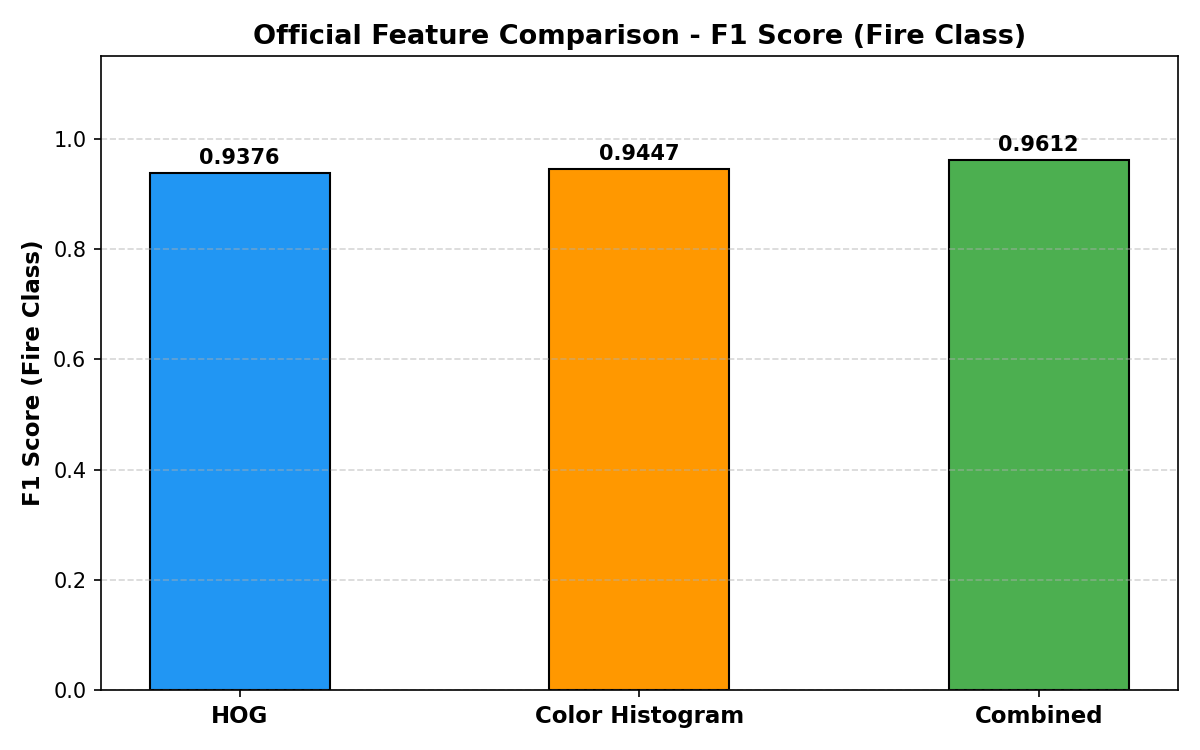 Official Feature Comparison - F1 Score (Fire Class)
F1 Score (Fire Class)
1.0
0.8
0.6
0.4
0.2
0.0
0.9376
0.9447
0.9612
HOG
Color Histogram
Combined